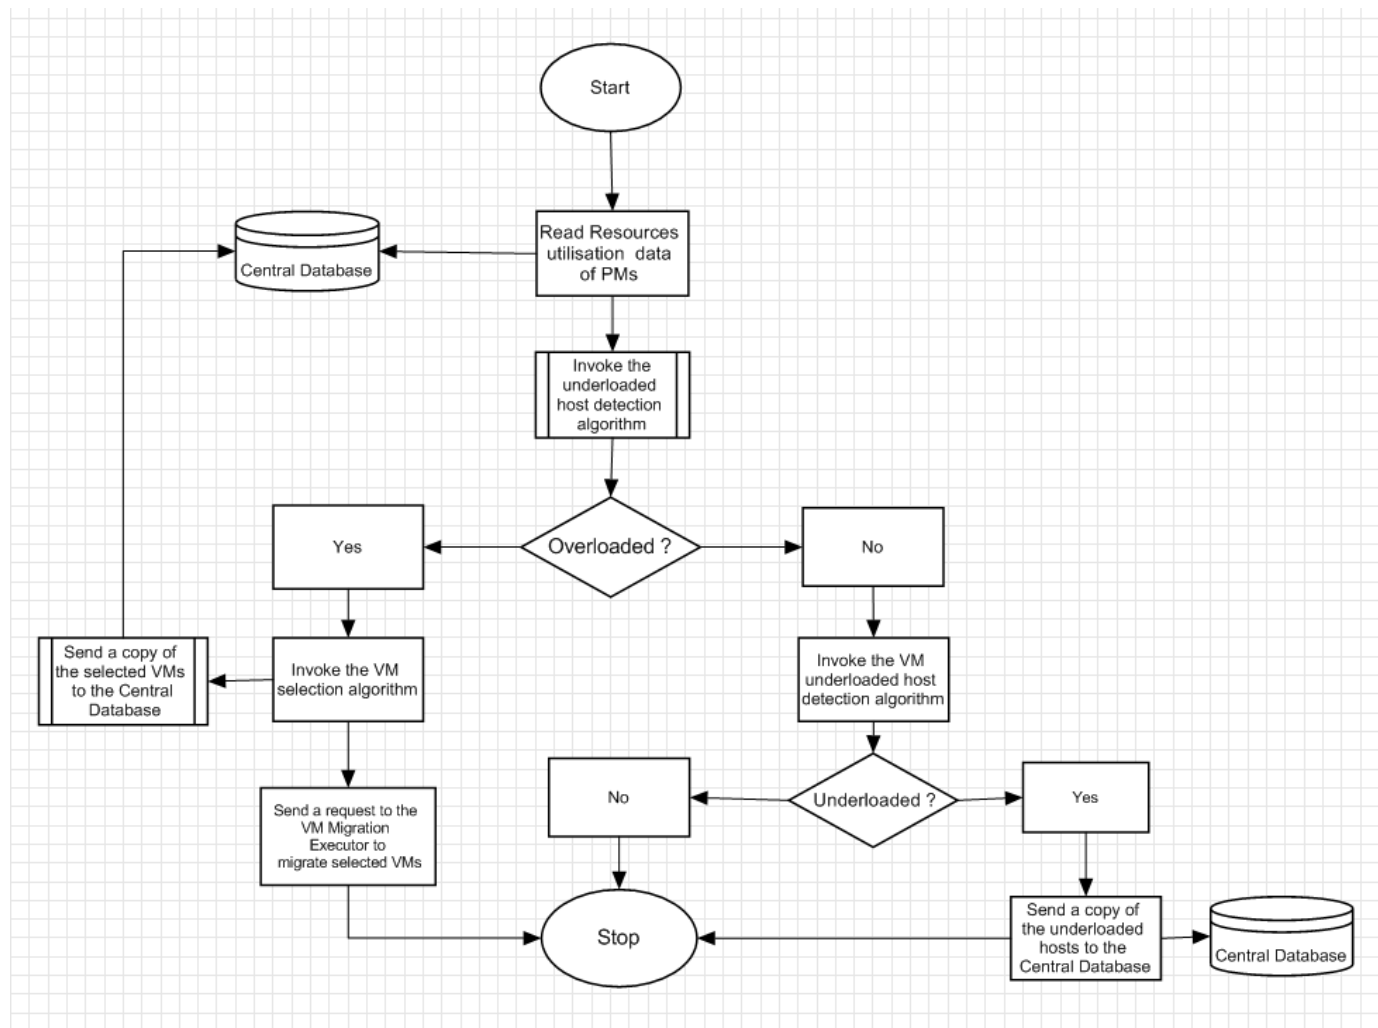 Start
Read Resources
utilisation data
of PMs
Central Database
Invoke the
underloaded
host detection
algorithm
Overloaded ?
Yes
No
Send a copy of
the selected VMs
to the Central
Database
Invoke the VM
selection algorithm
Invoke the VM
underloaded host
detection algorithm
Send a request to the
VM Migration
Executor to
migrate selected VMs
No
Underloaded ?
Yes
Stop
Send a copy of
the underloaded
hosts to the
Central Database
Central Database